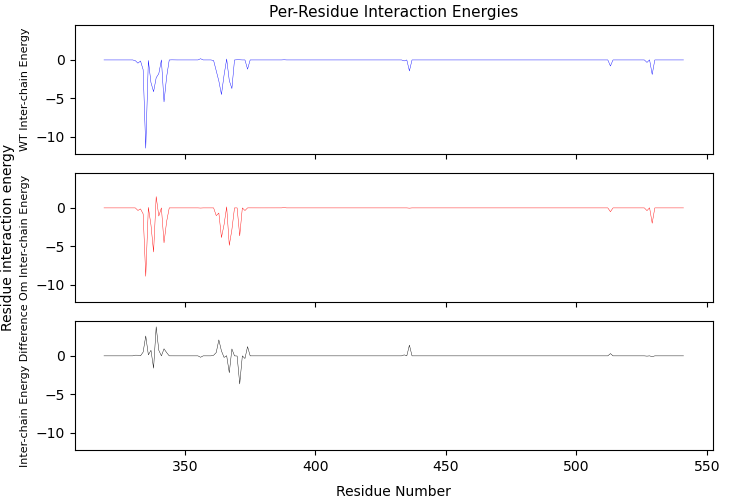 Per-Residue Interaction Energies
Residue interaction energy
WT Inter-chain Energy
0
−5
−10
Om Inter-chain Energy
0
−5
−10
Inter-chain Energy Difference
0
−5
−10
350
400
450
500
550
Residue Number